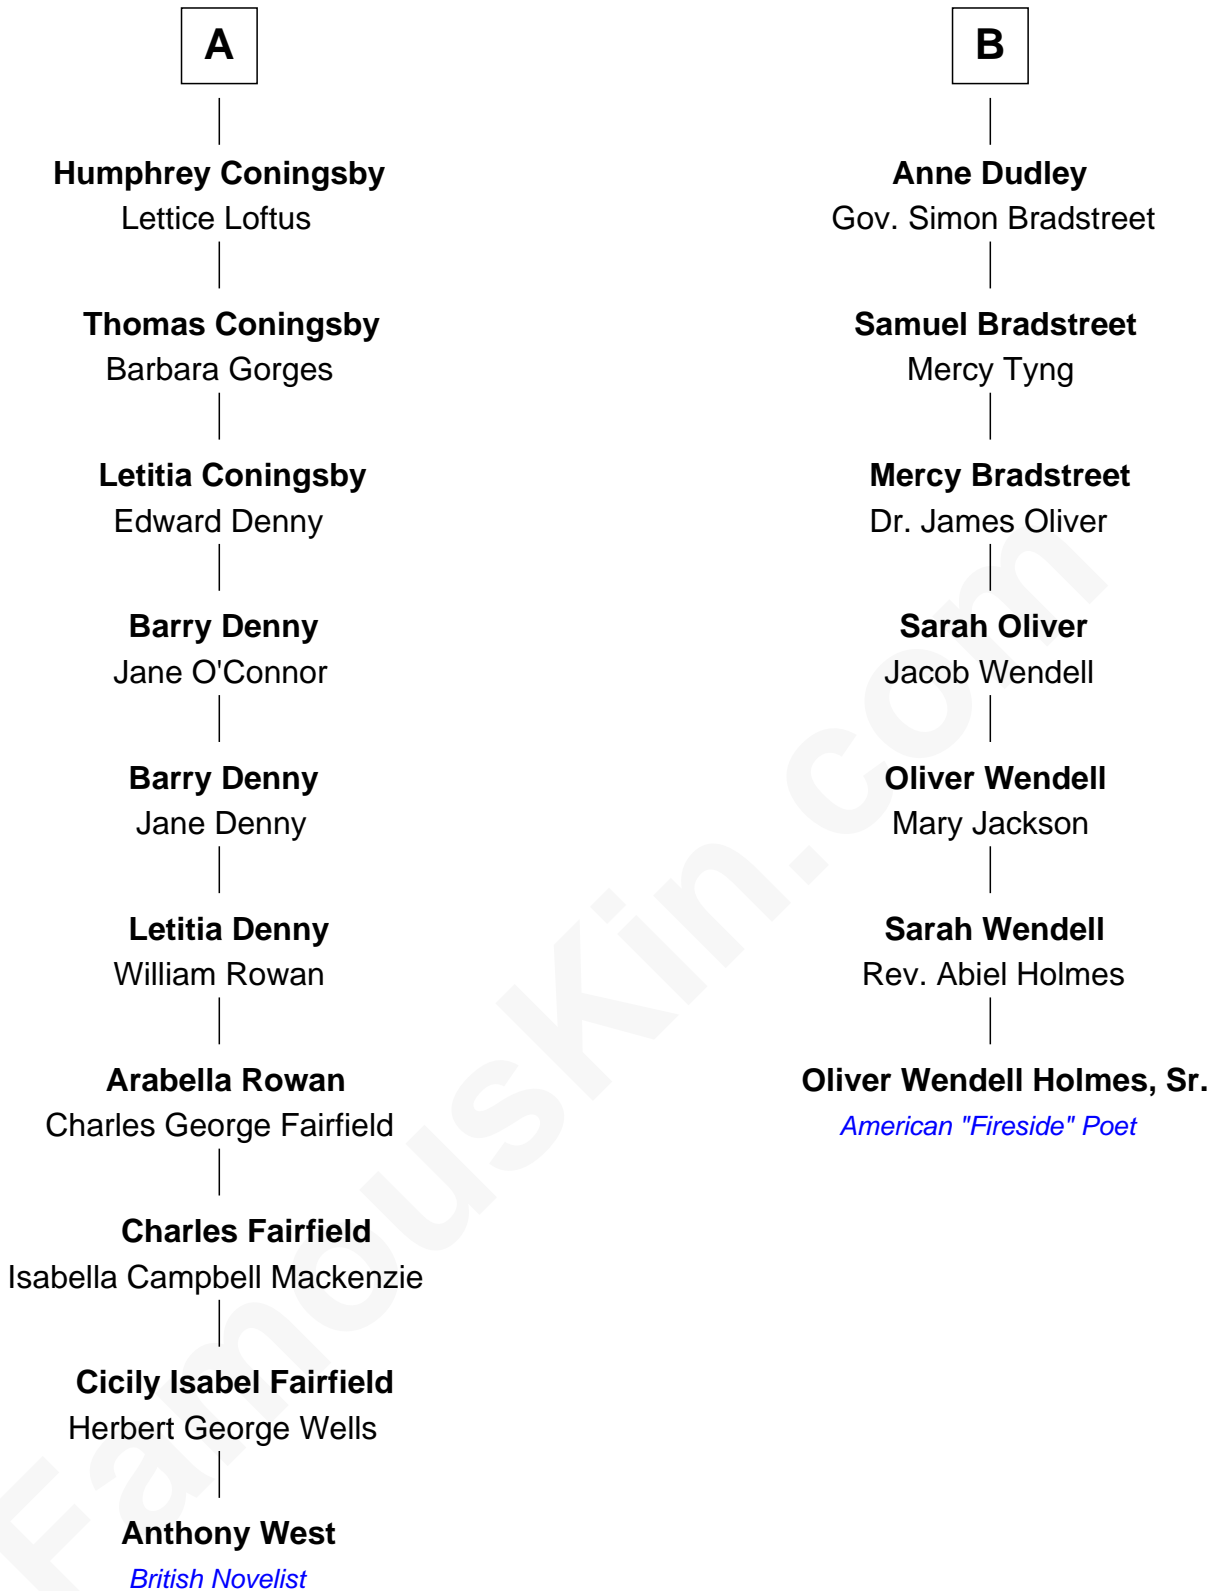 A
Humphrey Coningsby
Lettice Loftus
Thomas Coningsby
Barbara Gorges
Letitia Coningsby
Edward Denny
Barry Denny
Jane O'Connor
Barry Denny
Jane Denny
Letitia Denny
William Rowan
Arabella Rowan
Charles George Fairfield
Charles Fairfield
Isabella Campbell Mackenzie
Cicily Isabel Fairfield
Herbert George Wells
Anthony West
British Novelist
B
Anne Dudley
Gov. Simon Bradstreet
Samuel Bradstreet
Mercy Tyng
Mercy Bradstreet
Dr. James Oliver
Sarah Oliver
Jacob Wendell
Oliver Wendell
Mary Jackson
Sarah Wendell
Rev. Abiel Holmes
Oliver Wendell Holmes, Sr.
American "Fireside" Poet
FamousKin.com